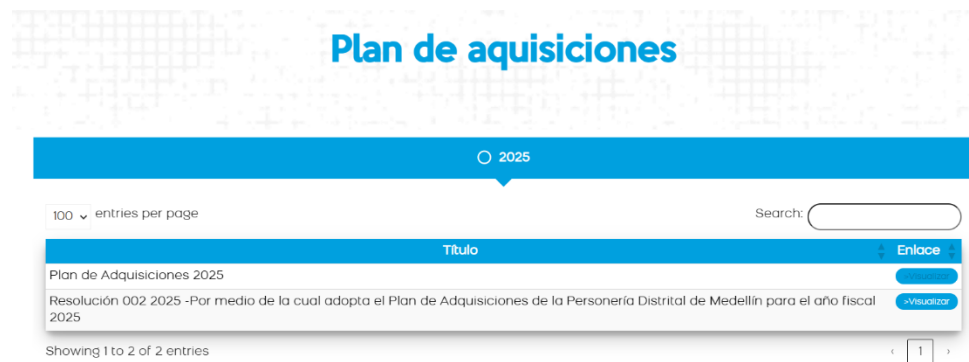 Plan de aquisiciones
2025
100 entries per page
Search:
Título Enlace
Plan de Adquisiciones 2025 >Visualizar
Resolución 002 2025 -Por medio de la cual adopta el Plan de Adquisiciones de la Personería Distrital de Medellín para el año fiscal >Visualizar
2025
Showing 1 to 2 of 2 entries ‹ 1 ›